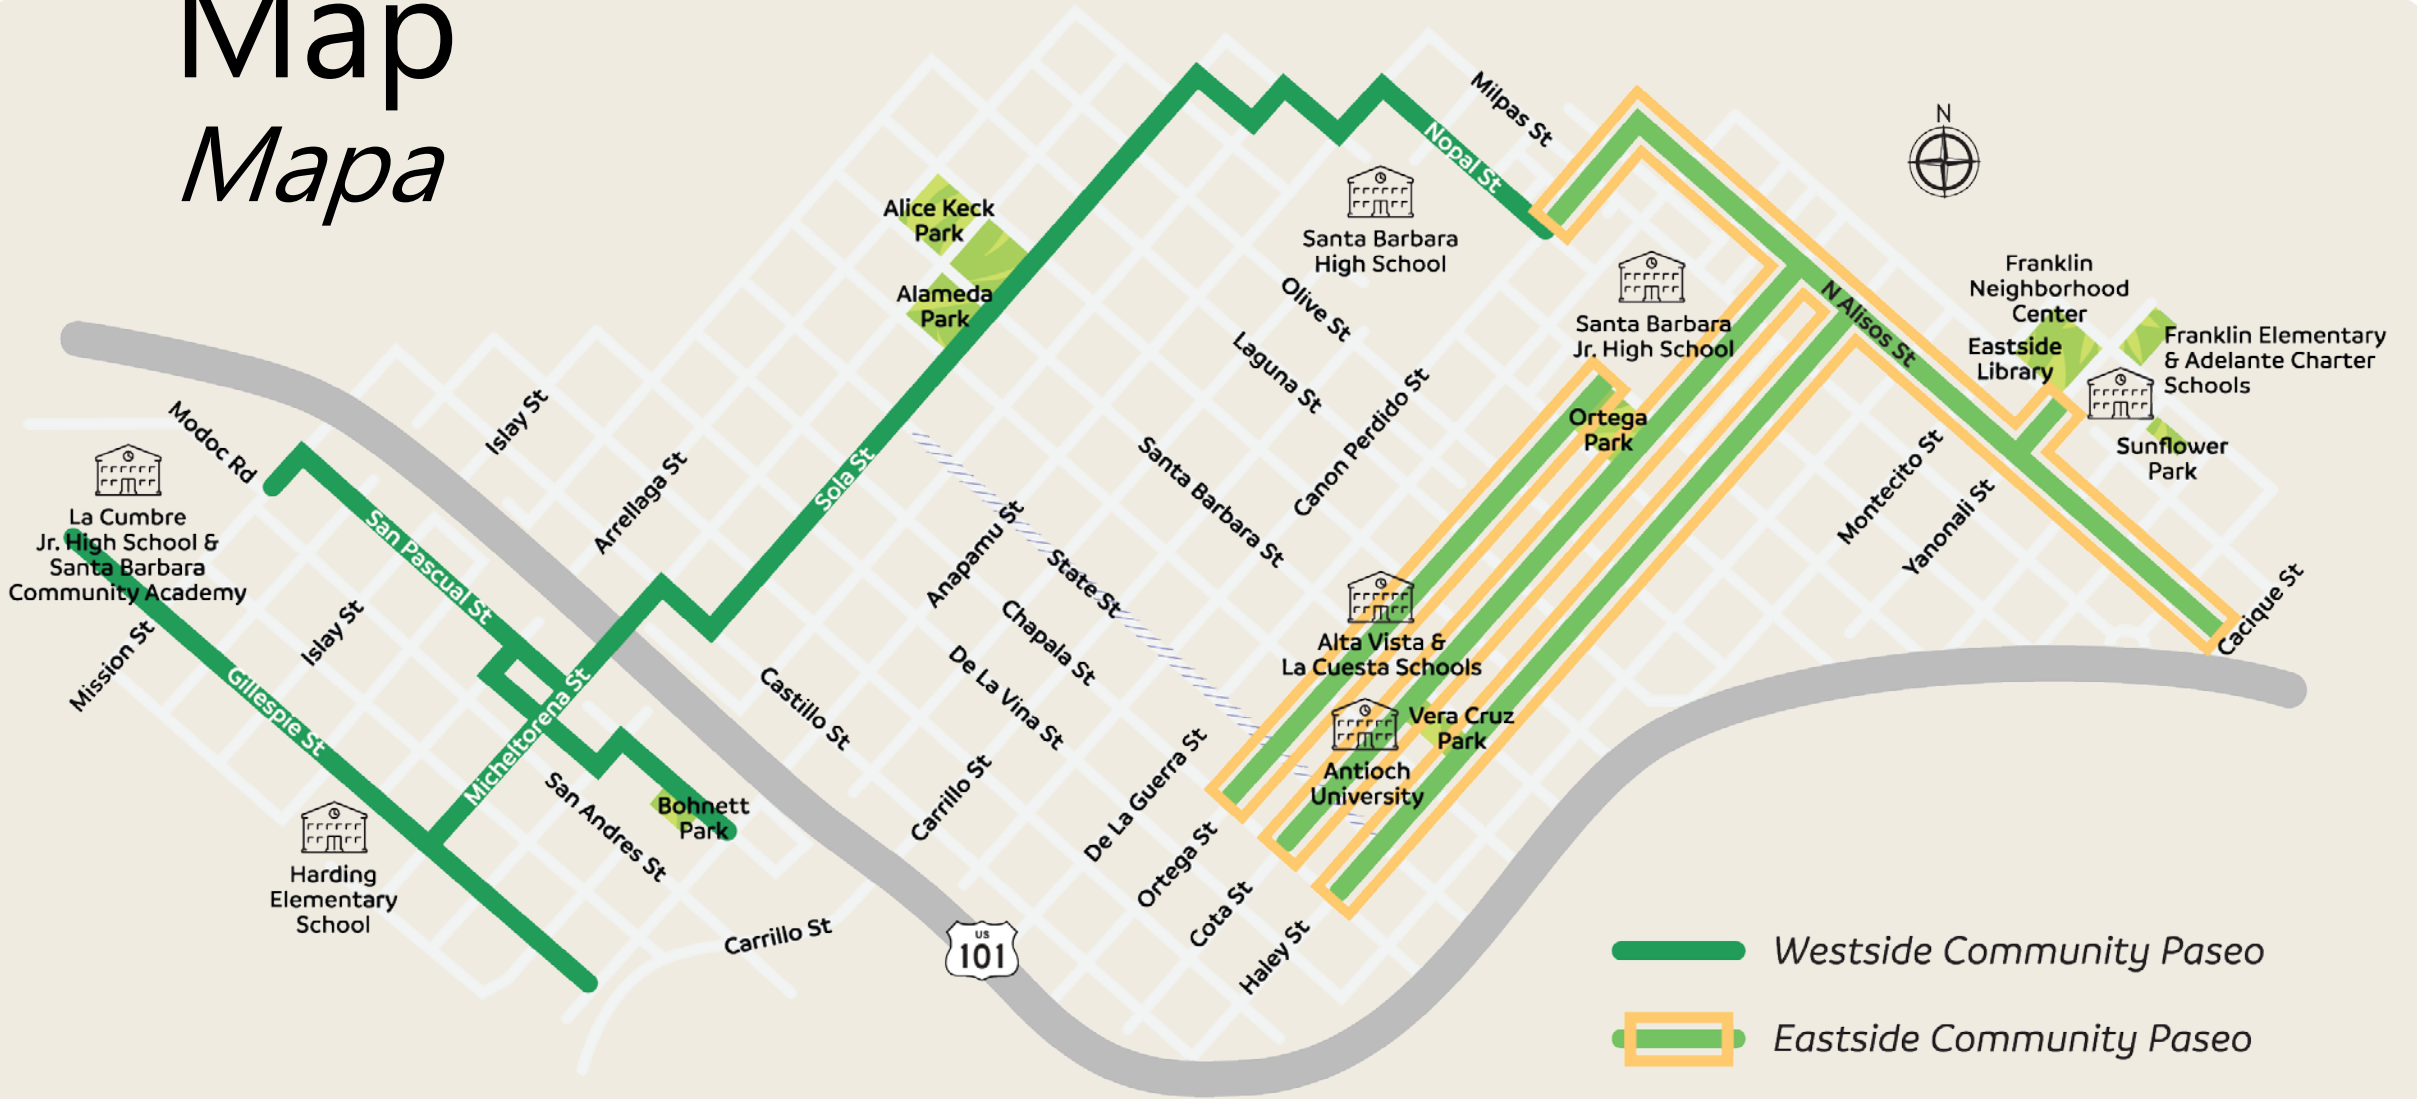 Map
Mapa
Milpas St
N
Nopal St
Alice Keck
Park
Santa Barbara
High School
Alameda
Park
Olive St
Franklin
Neighborhood
Center
N Alisos St
Santa Barbara
Jr. High School
Eastside
Library
Franklin Elementary
& Adelante Charter
Schools
Laguna St
Islay St
Modoc Rd
Canon Perdido St
Ortega
Park
Sunflower
Park
Montecito St
Santa Barbara St
Arrellaga St
Sola St
Yanonali St
La Cumbre
Jr. High School &
Santa Barbara
Community Academy
San Pascual St
Anapamu St
State St
Cacique St
Islay St
Mission St
Chapala St
Alta Vista &
La Cuesta Schools
De La Vina St
Castillo St
Gillespie St
Micheltorena St
Vera Cruz
Park
Antioch
University
De La Guerra St
Carrillo St
San Andres St
Bohnett
Park
Ortega St
Harding
Elementary
School
Cota St
Carrillo St
Haley St
US
101
Westside Community Paseo
Eastside Community Paseo